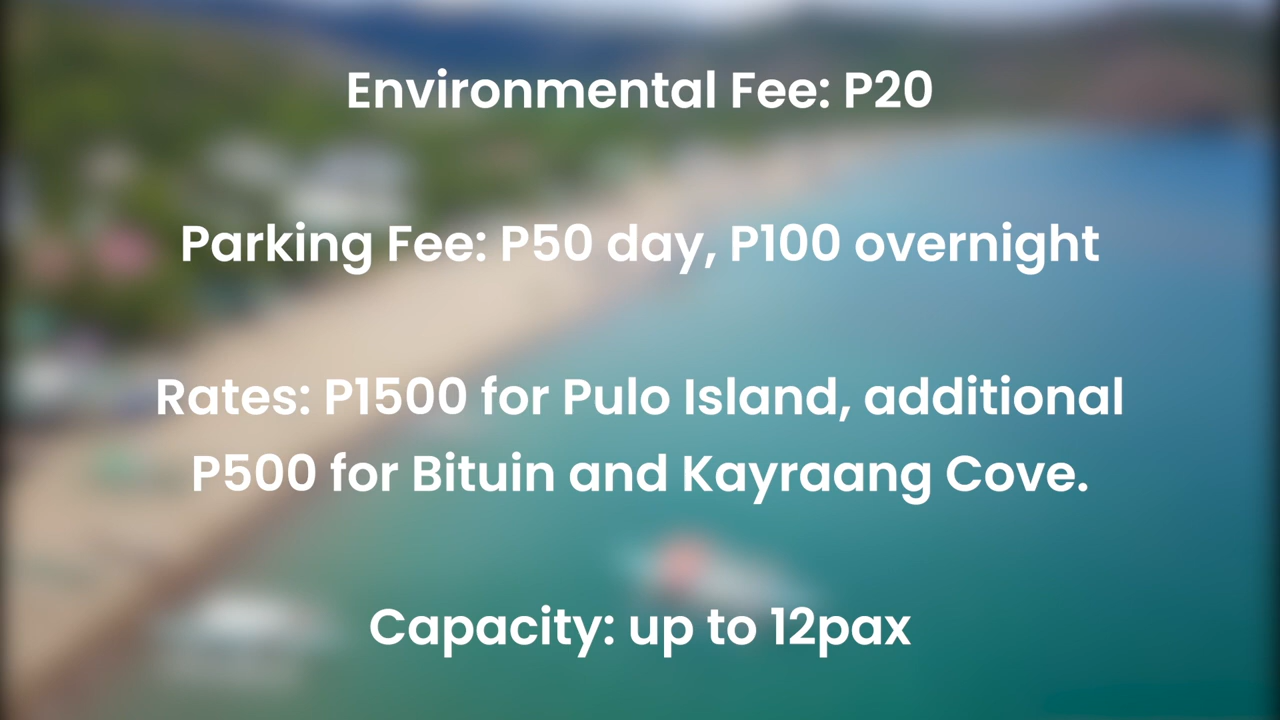 Environmental Fee: P20
Parking Fee: P50 day, P100 overnight
Rates: P1500 for Pulo Island, additional
P500 for Bituin and Kayraang Cove.
Capacity: up to 12pax